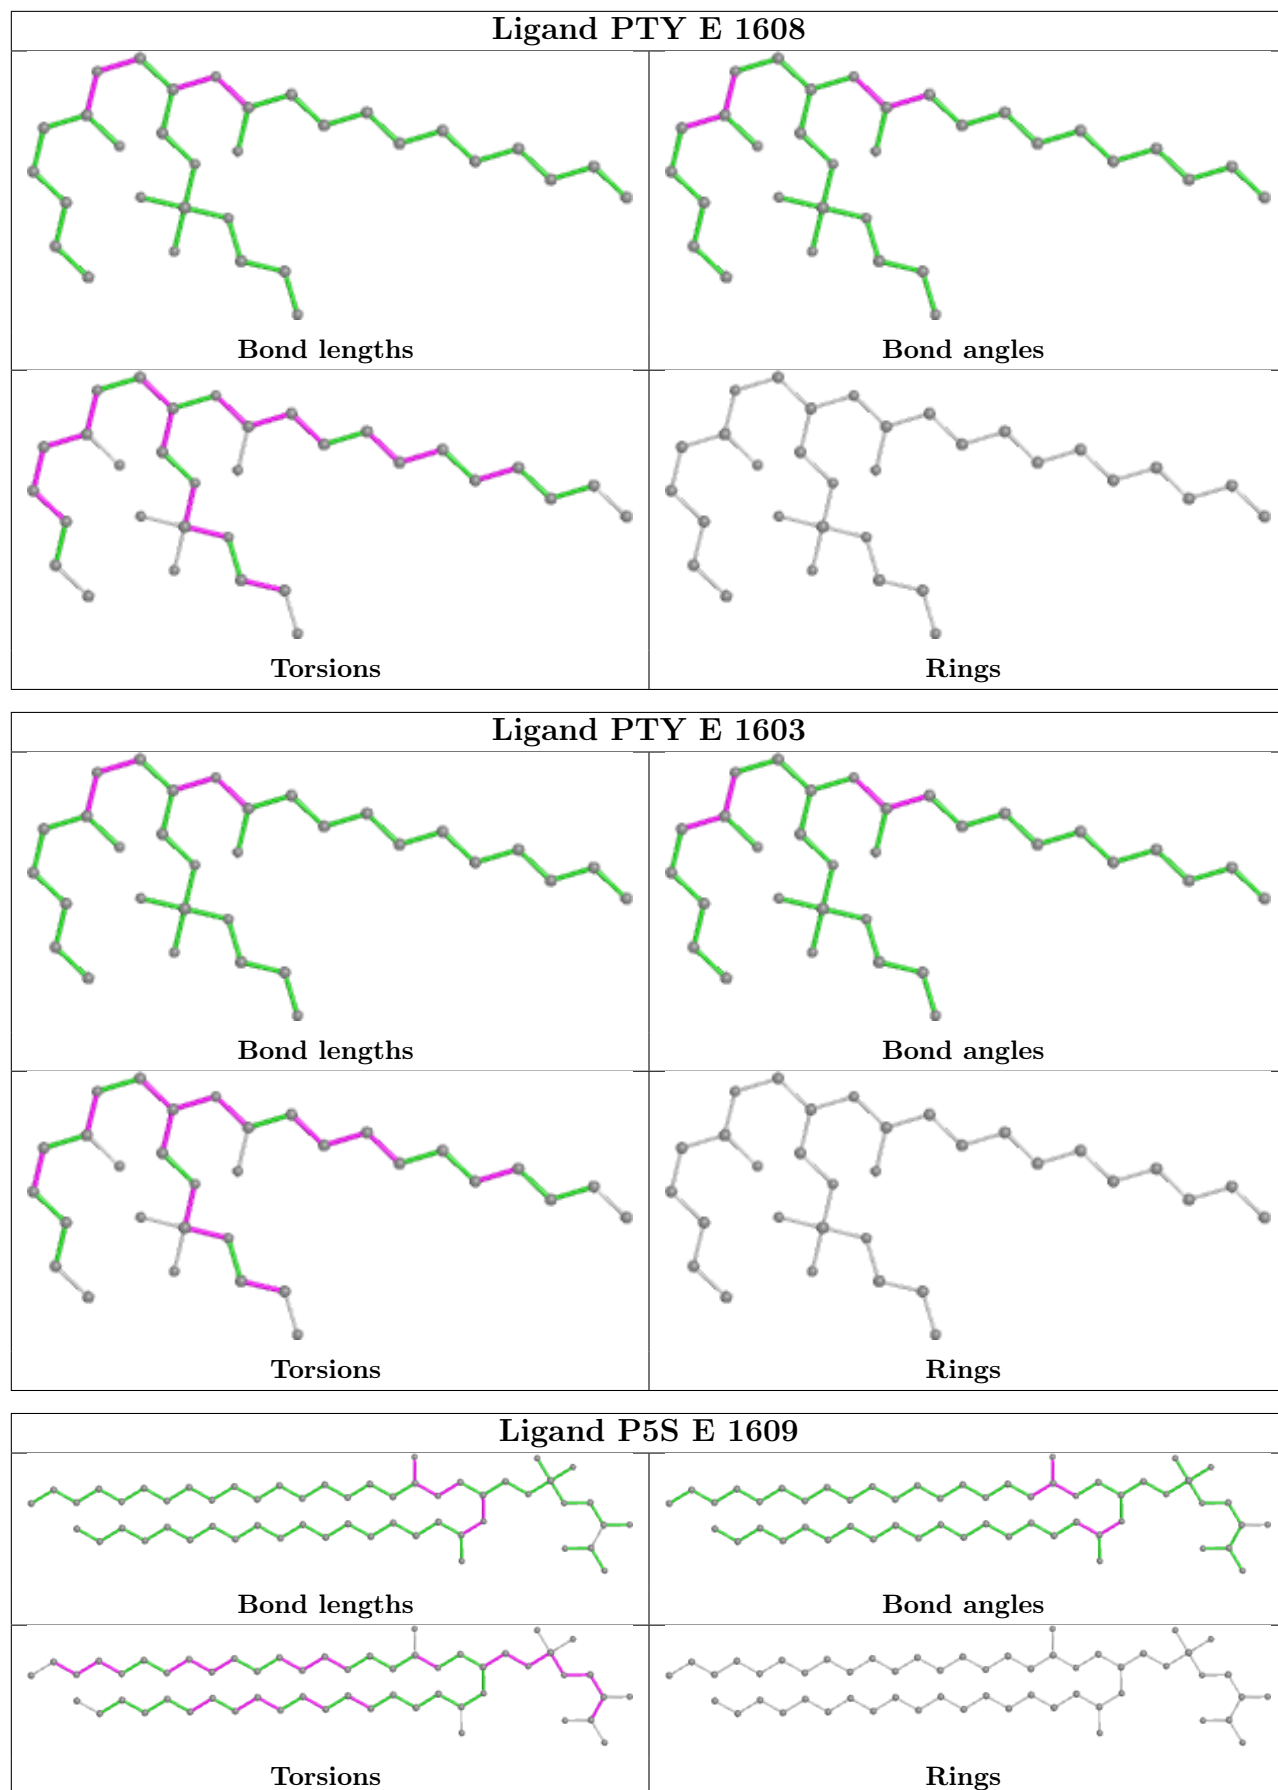 Ligand PTY E 1608
Bond lengths
Bond angles
Torsions
Rings
Ligand PTY E 1603
Bond lengths
Bond angles
Torsions
Rings
Ligand P5S E 1609
Bond lengths
Bond angles
Torsions
Rings